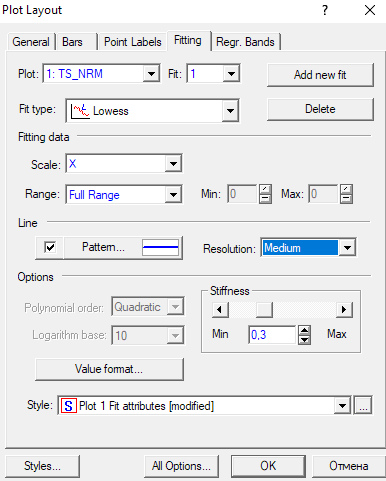 Plot Layout ? ×
General Bars Point Labels Fitting Regr. Bands
Plot: 1: TS_NRM Fit: 1 Add new fit
Fit type: Lowess Delete
Fitting data
Scale: X
Range: Full Range Min: 0 Max: 0
Line
Pattern... Resolution: Medium
Options
Stiffness
Polynomial order: Quadratic
Logarithm base: 10
Min 0,3 Max
Value format...
Style: S Plot 1 Fit attributes [modified] ...
Styles... All Options... OK Отмена